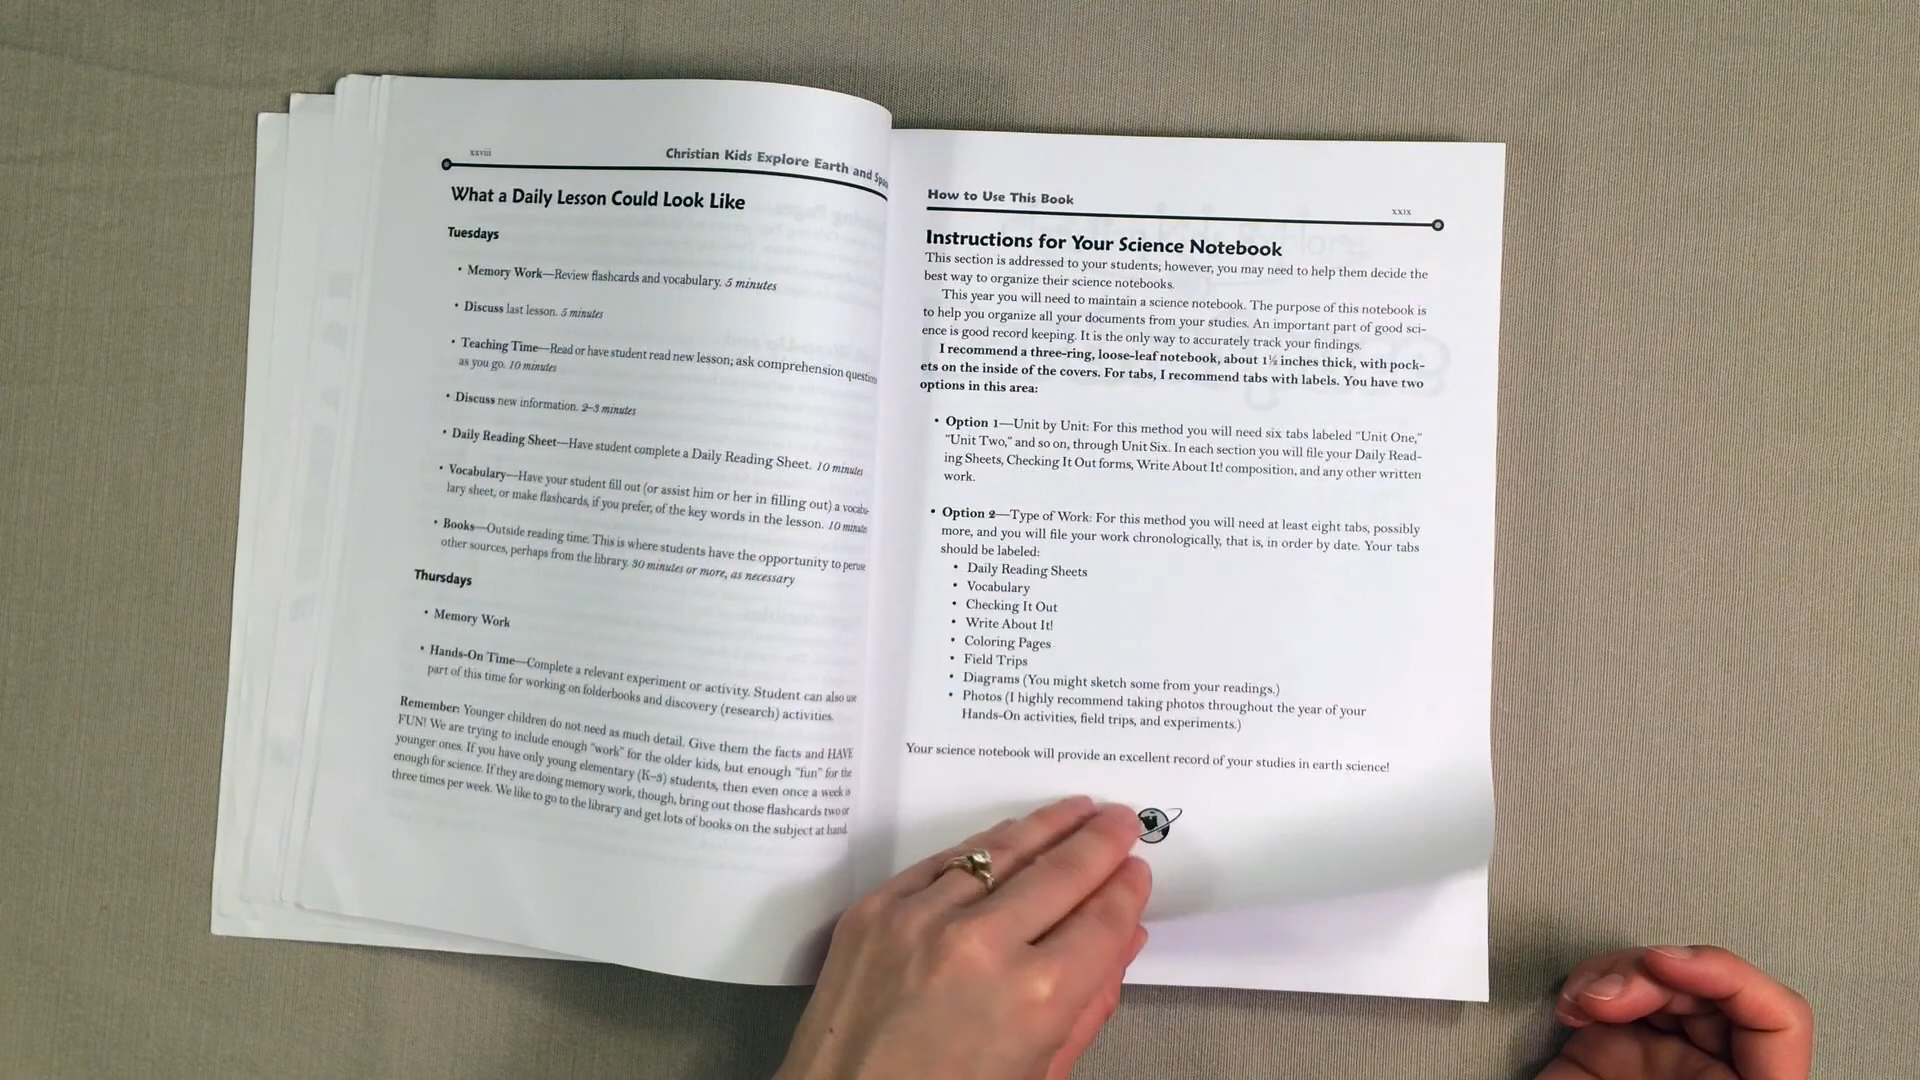 xxviii
Christian Kids Explore Earth and Space
What a Daily Lesson Could Look Like
Tuesdays
• Memory Work—Review flashcards and vocabulary. 5 minutes
• Discuss last lesson. 5 minutes
• Teaching Time—Read or have student read new lesson; ask comprehension questions
as you go. 10 minutes
• Discuss new information. 2–3 minutes
• Daily Reading Sheet—Have student complete a Daily Reading Sheet. 10 minutes
• Vocabulary—Have your student fill out (or assist him or her in filling out) a vocabu-
lary sheet, or make flashcards, if you prefer, of the key words in the lesson. 10 minutes
• Books—Outside reading time. This is where students have the opportunity to peruse
other sources, perhaps from the library. 30 minutes or more, as necessary
Thursdays
• Memory Work
• Hands-On Time—Complete a relevant experiment or activity. Student can also use
part of this time for working on folderbooks and discovery (research) activities.
Remember: Younger children do not need as much detail. Give them the facts and HAVE
FUN! We are trying to include enough "work" for the older kids, but enough "fun" for the
younger ones. If you have only young elementary (K–3) students, then even once a week is
enough for science. If they are doing memory work, though, bring out those flashcards two or
three times per week. We like to go to the library and get lots of books on the subject at hand.
How to Use This Book
xxix
Instructions for Your Science Notebook
This section is addressed to your students; however, you may need to help them decide the
best way to organize their science notebooks.
This year you will need to maintain a science notebook. The purpose of this notebook is
to help you organize all your documents from your studies. An important part of good sci-
ence is good record keeping. It is the only way to accurately track your findings.
I recommend a three-ring, loose-leaf notebook, about 1½ inches thick, with pock-
ets on the inside of the covers. For tabs, I recommend tabs with labels. You have two
options in this area:
• Option 1—Unit by Unit: For this method you will need six tabs labeled "Unit One,"
"Unit Two," and so on, through Unit Six. In each section you will file your Daily Read-
ing Sheets, Checking It Out forms, Write About It! composition, and any other written
work.
• Option 2—Type of Work: For this method you will need at least eight tabs, possibly
more, and you will file your work chronologically, that is, in order by date. Your tabs
should be labeled:
• Daily Reading Sheets
• Vocabulary
• Checking It Out
• Write About It!
• Coloring Pages
• Field Trips
• Diagrams (You might sketch some from your readings.)
• Photos (I highly recommend taking photos throughout the year of your
Hands-On activities, field trips, and experiments.)
Your science notebook will provide an excellent record of your studies in earth science!